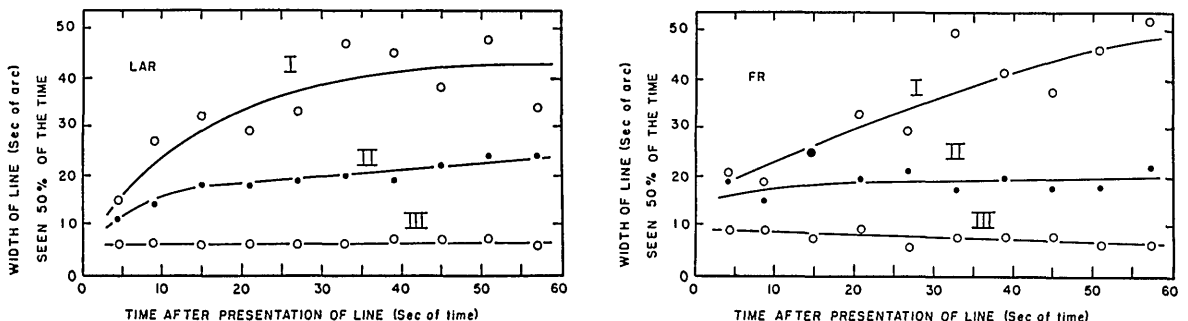 WIDTH OF LINE (Sec of arc)
SEEN 50% OF THE TIME
50
40
30
20
10
0
LAR
I
II
III
0 10 20 30 40 50 60
TIME AFTER PRESENTATION OF LINE (Sec of time)
WIDTH OF LINE (Sec of arc)
SEEN 50% OF THE TIME
50
40
30
20
10
0
FR
I
II
III
0 10 20 30 40 50 60
TIME AFTER PRESENTATION OF LINE (Sec of time)